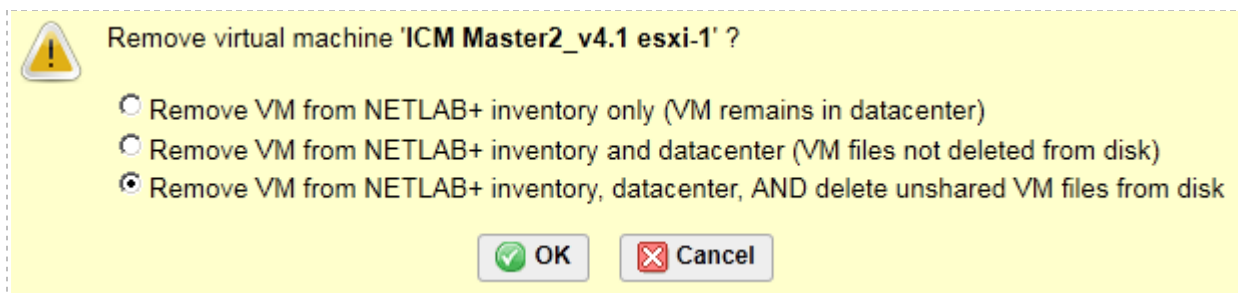 Remove virtual machine 'ICM Master2_v4.1 esxi-1' ?
Remove VM from NETLAB+ inventory only (VM remains in datacenter)
Remove VM from NETLAB+ inventory and datacenter (VM files not deleted from disk)
Remove VM from NETLAB+ inventory, datacenter, AND delete unshared VM files from disk
OK Cancel